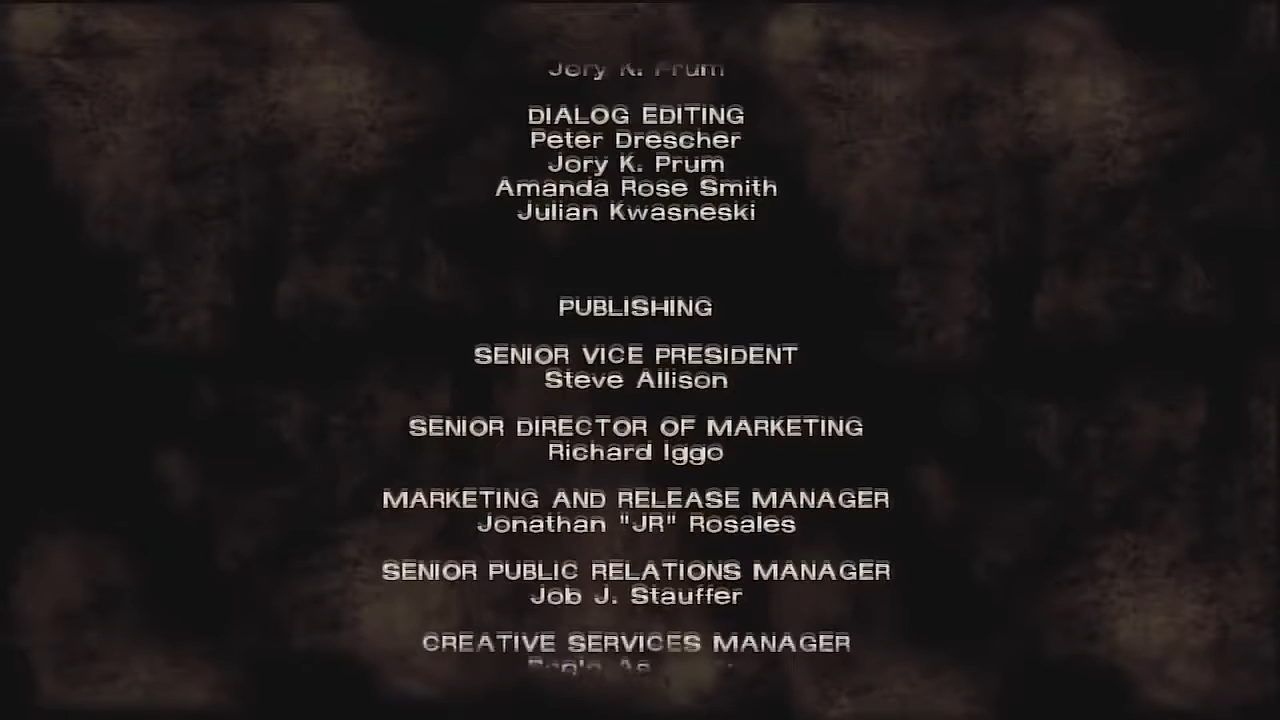 Jory K. Prum
DIALOG EDITING
Peter Drescher
Jory K. Prum
Amanda Rose Smith
Julian Kwasneski
PUBLISHING
SENIOR VICE PRESIDENT
Steve Allison
SENIOR DIRECTOR OF MARKETING
Richard Iggo
MARKETING AND RELEASE MANAGER
Jonathan "JR" Rosales
SENIOR PUBLIC RELATIONS MANAGER
Job J. Stauffer
CREATIVE SERVICES MANAGER